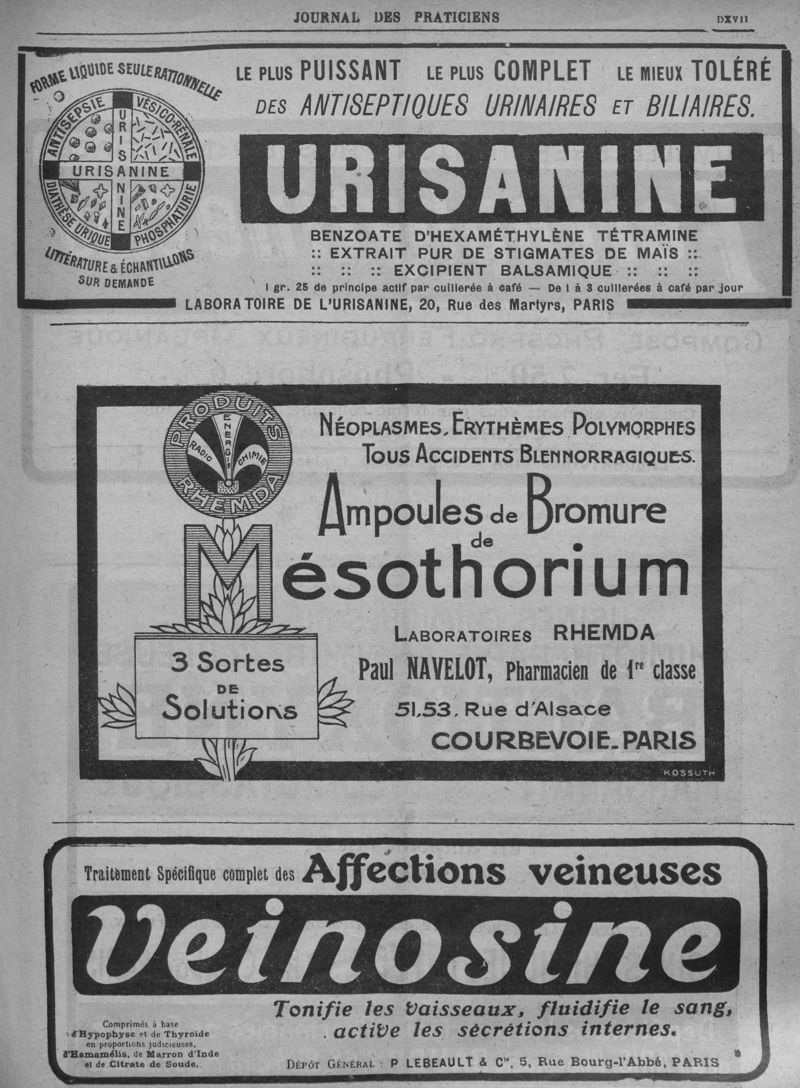 JOURNAL DES PRATICIENS
DXVII
FORME LIQUIDE SEULE RATIONNELLE
ANTISEPSIE
VÉSICO-RÉNALE
URISANINE
URISANINE
DIATHÈSE URIQUE
PHOSPHATURIE
LITTÉRATURE & ÉCHANTILLONS
SUR DEMANDE
LE PLUS PUISSANT LE PLUS COMPLET LE MIEUX TOLÉRÉ
DES ANTISEPTIQUES URINAIRES ET BILIAIRES.
URISANINE
BENZOATE D'HEXAMÉTHYLÈNE TÉTRAMINE
:: EXTRAIT PUR DE STIGMATES DE MAÏS ::
:: :: :: EXCIPIENT BALSAMIQUE :: :: ::
1 gr. 25 de principe actif par cuillerée à café — De 1 à 3 cuillerées à café par jour
LABORATOIRE DE L'URISANINE, 20, Rue des Martyrs, PARIS
PRODUITS
ENERGIE
RADIO
CHIMIE
RHEMDA
NÉOPLASMES, ERYTHÈMES POLYMORPHES
TOUS ACCIDENTS BLENNORRAGIQUES.
Ampoules de Bromure
de
Mésothorium
3 Sortes
DE
Solutions
LABORATOIRES RHEMDA
Paul NAVELOT, Pharmacien de 1re classe
51,53, Rue d'Alsace
COURBEVOIE-PARIS
KOSSUTH
Traitement Spécifique complet des Affections veineuses
Veinosine
Tonifie les vaisseaux, fluidifie le sang,
active les sécrétions internes.
Comprimés à base
d'Hypophyse et de Thyroïde
en proportions judicieuses,
d'Hamamélis, de Marron d'Inde
et de Citrate de Soude.
DÉPÔT GÉNÉRAL : P LEBEAULT & Cie, 5, Rue Bourg-l'Abbé, PARIS